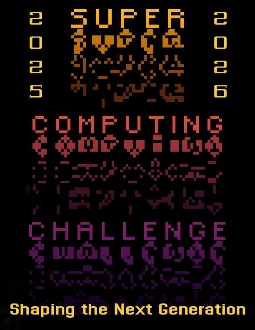 SUPER
2025
2026
COMPUTING
CHALLENGE
Shaping the Next Generation